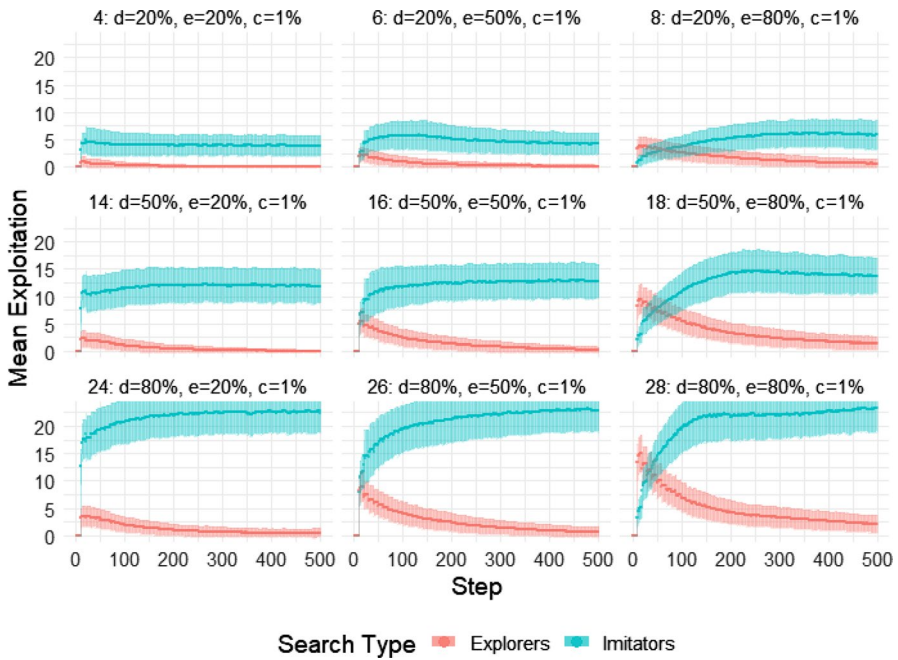 4: d=20%, e=20%, c=1% 6: d=20%, e=50%, c=1% 8: d=20%, e=80%, c=1%
20
15
10
5
0
14: d=50%, e=20%, c=1% 16: d=50%, e=50%, c=1% 18: d=50%, e=80%, c=1%
20
15
10
5
0
Mean Exploitation
24: d=80%, e=20%, c=1% 26: d=80%, e=50%, c=1% 28: d=80%, e=80%, c=1%
20
15
10
5
0
0 100 200 300 400 500 0 100 200 300 400 500 0 100 200 300 400 500
Step
Search Type Explorers Imitators